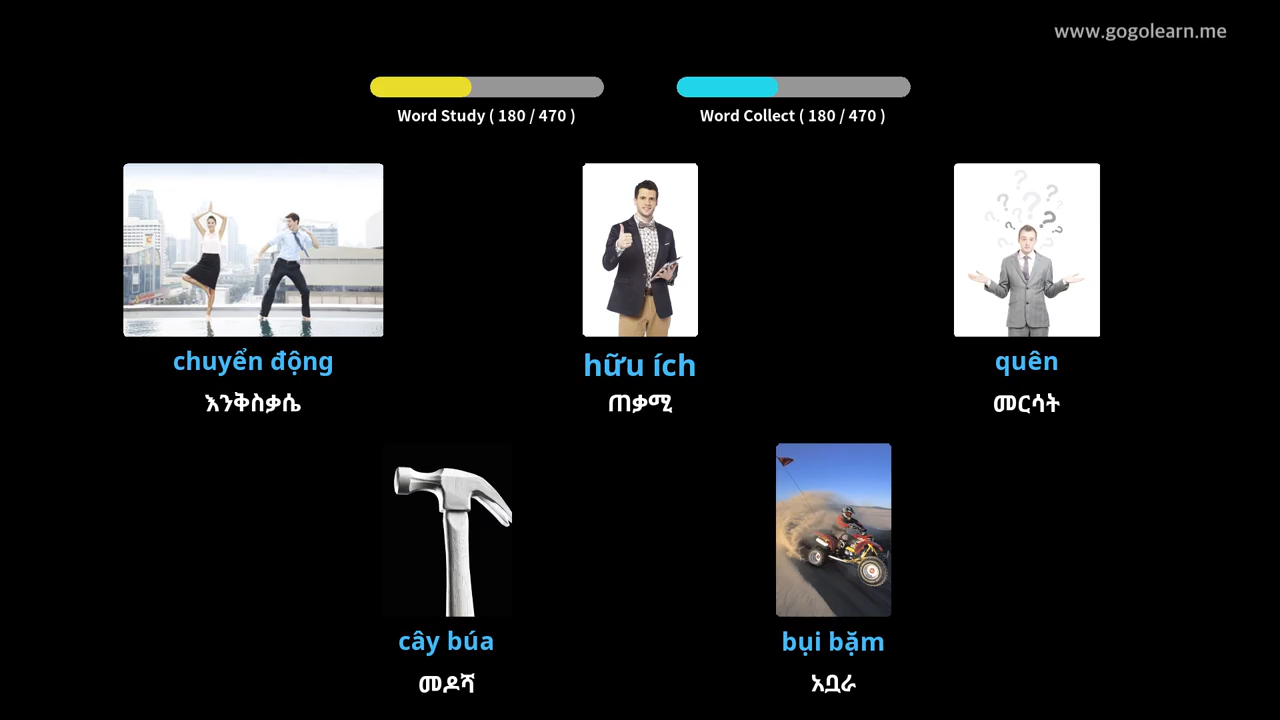 www.gogolearn.me
Word Study ( 180 / 470 )
Word Collect ( 180 / 470 )
chuyển động
እንቅስቃሴ
hữu ích
ጠቃሚ
quên
መርሳት
cây búa
መዶሻ
bụi bặm
አቧራ